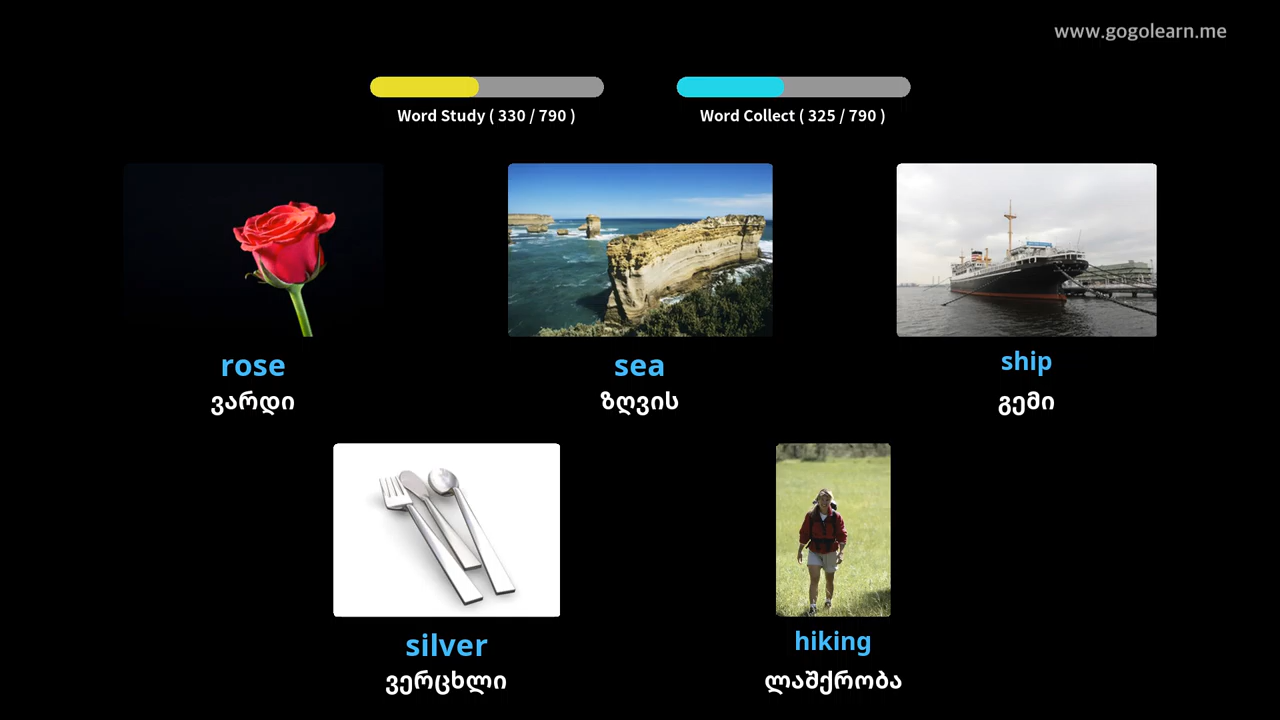 www.gogolearn.me
Word Study ( 330 / 790 )
Word Collect ( 325 / 790 )
rose
ვარდი
sea
ზღვის
ship
გემი
silver
ვერცხლი
hiking
ლაშქრობა